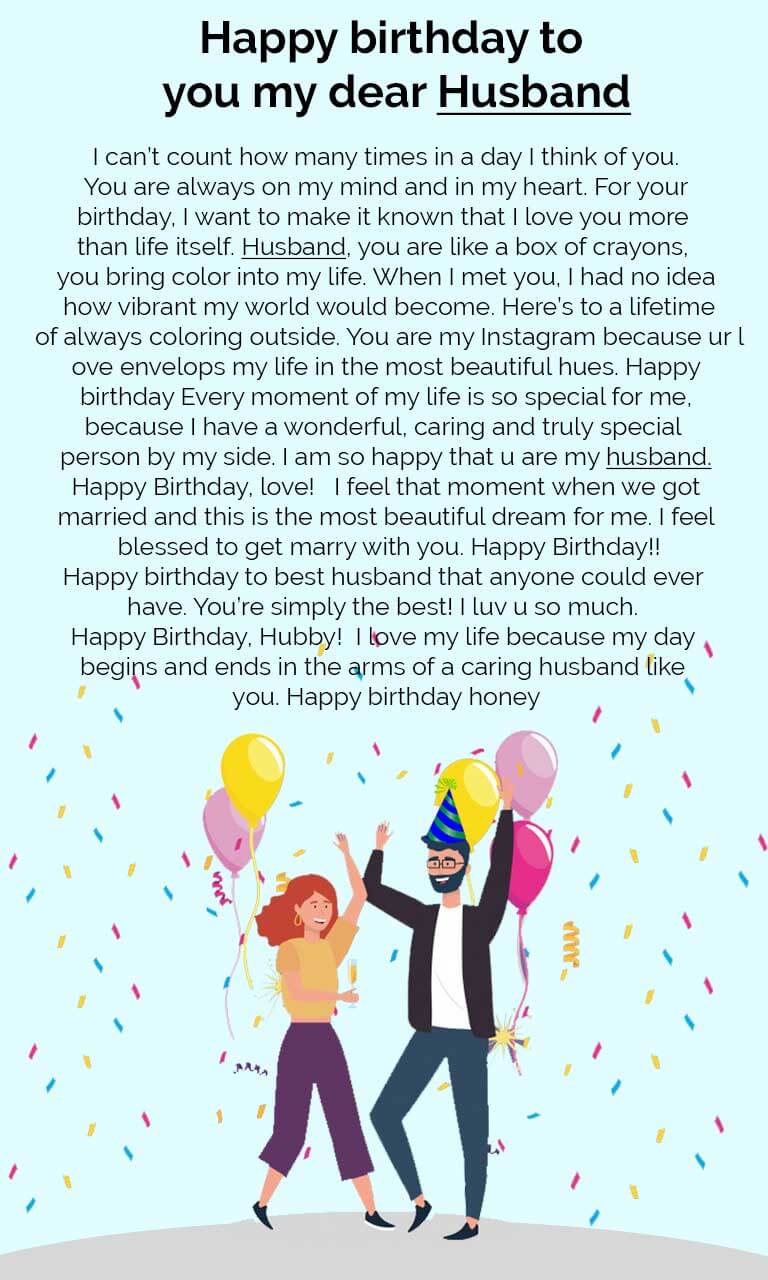 Happy birthday to
you my dear Husband
I can't count how many times in a day I think of you.
You are always on my mind and in my heart. For your
birthday, I want to make it known that I love you more
than life itself. Husband, you are like a box of crayons,
you bring color into my life. When I met you, I had no idea
how vibrant my world would become. Here's to a lifetime
of always coloring outside. You are my Instagram because ur l
ove envelops my life in the most beautiful hues. Happy
birthday Every moment of my life is so special for me,
because I have a wonderful, caring and truly special
person by my side. I am so happy that u are my husband.
Happy Birthday, love!   I feel that moment when we got
married and this is the most beautiful dream for me. I feel
blessed to get marry with you. Happy Birthday!!
Happy birthday to best husband that anyone could ever
have. You're simply the best! I luv u so much.
Happy Birthday, Hubby!  I love my life because my day
begins and ends in the arms of a caring husband like
you. Happy birthday honey